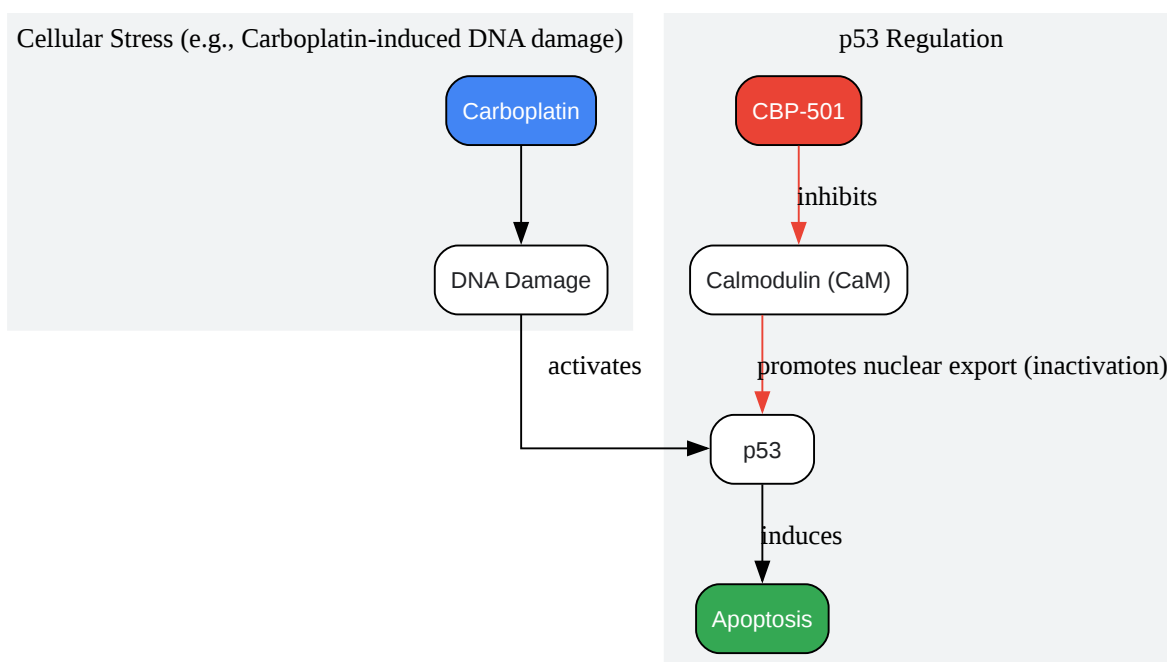 Cellular Stress (e.g., Carboplatin-induced DNA damage)
p53 Regulation
Carboplatin
CBP-501
inhibits
DNA Damage
Calmodulin (CaM)
activates
promotes nuclear export (inactivation)
p53
induces
Apoptosis